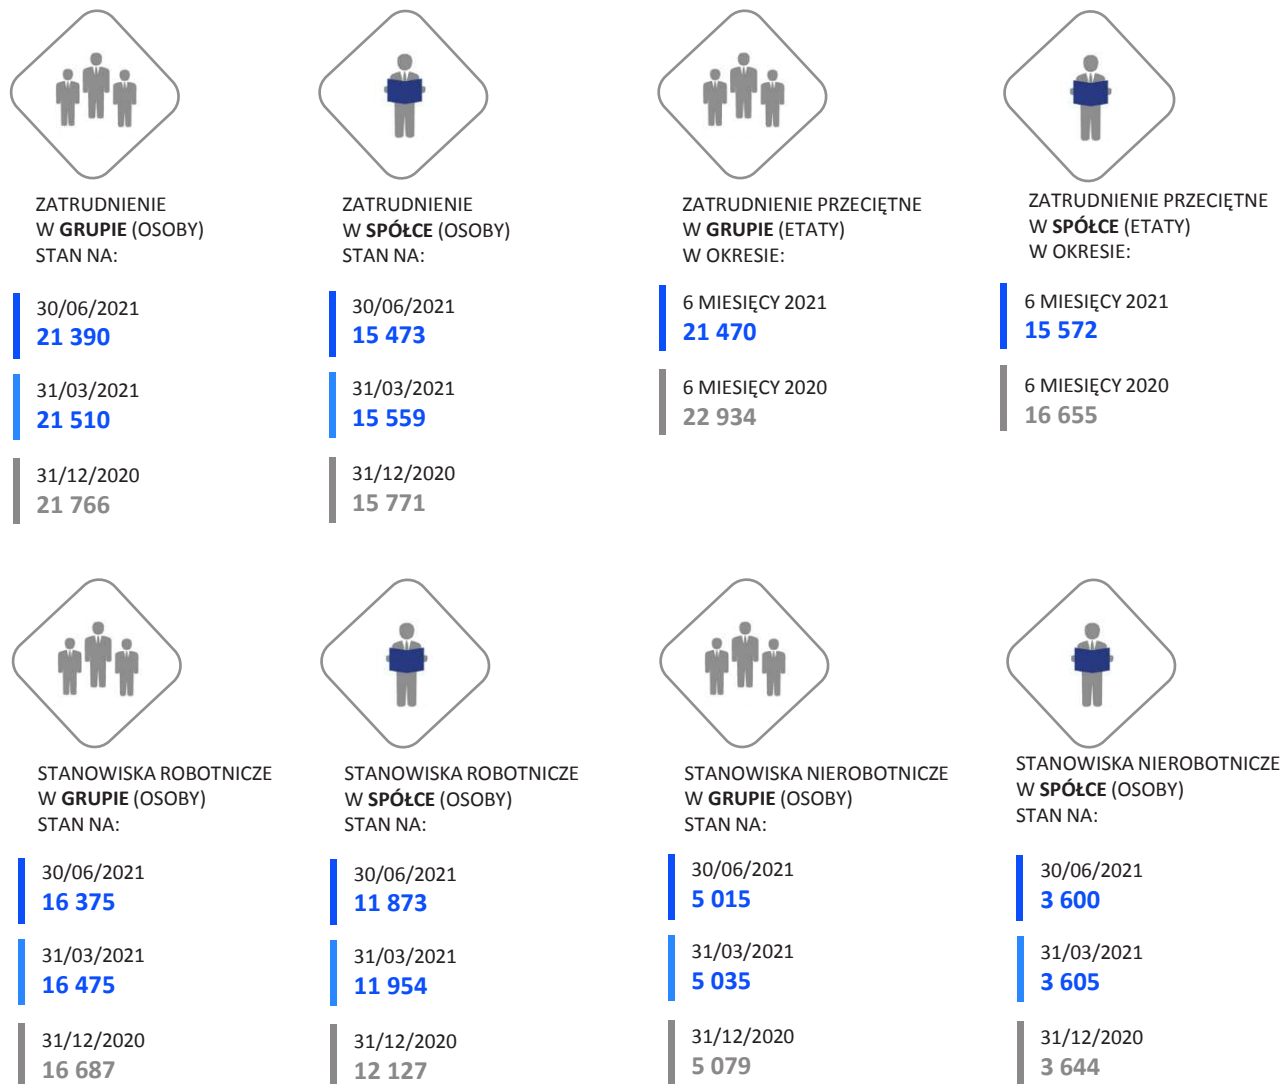 ZATRUDNIENIE
W GRUPIE (OSOBY)
STAN NA:
30/06/2021
21 390
31/03/2021
21 510
31/12/2020
21 766
ZATRUDNIENIE
W SPÓŁCE (OSOBY)
STAN NA:
30/06/2021
15 473
31/03/2021
15 559
31/12/2020
15 771
ZATRUDNIENIE PRZECIĘTNE
W GRUPIE (ETATY)
W OKRESIE:
6 MIESIĘCY 2021
21 470
6 MIESIĘCY 2020
22 934
ZATRUDNIENIE PRZECIĘTNE
W SPÓŁCE (ETATY)
W OKRESIE:
6 MIESIĘCY 2021
15 572
6 MIESIĘCY 2020
16 655
STANOWISKA ROBOTNICZE
W GRUPIE (OSOBY)
STAN NA:
30/06/2021
16 375
31/03/2021
16 475
31/12/2020
16 687
STANOWISKA ROBOTNICZE
W SPÓŁCE (OSOBY)
STAN NA:
30/06/2021
11 873
31/03/2021
11 954
31/12/2020
12 127
STANOWISKA NIEROBOTNICZE
W GRUPIE (OSOBY)
STAN NA:
30/06/2021
5 015
31/03/2021
5 035
31/12/2020
5 079
STANOWISKA NIEROBOTNICZE
W SPÓŁCE (OSOBY)
STAN NA:
30/06/2021
3 600
31/03/2021
3 605
31/12/2020
3 644